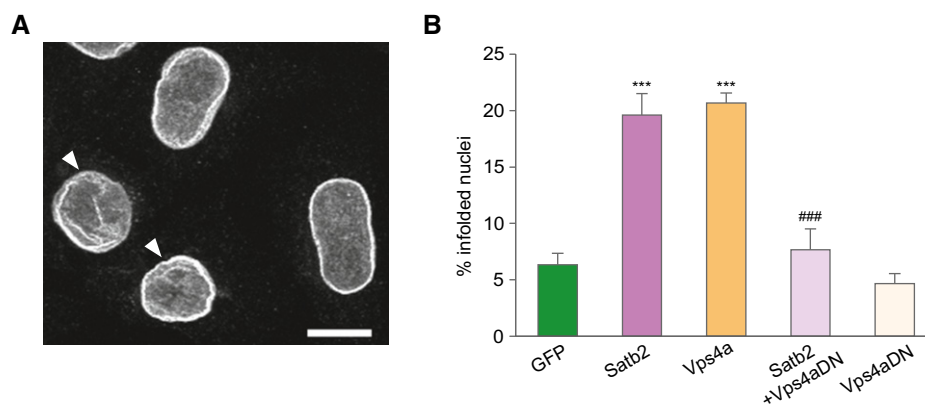 A
B
25
20
15
10
5
0
% infolded nuclei
***
***
###
GFP
Satb2
Vps4a
Satb2
+Vps4aDN
Vps4aDN